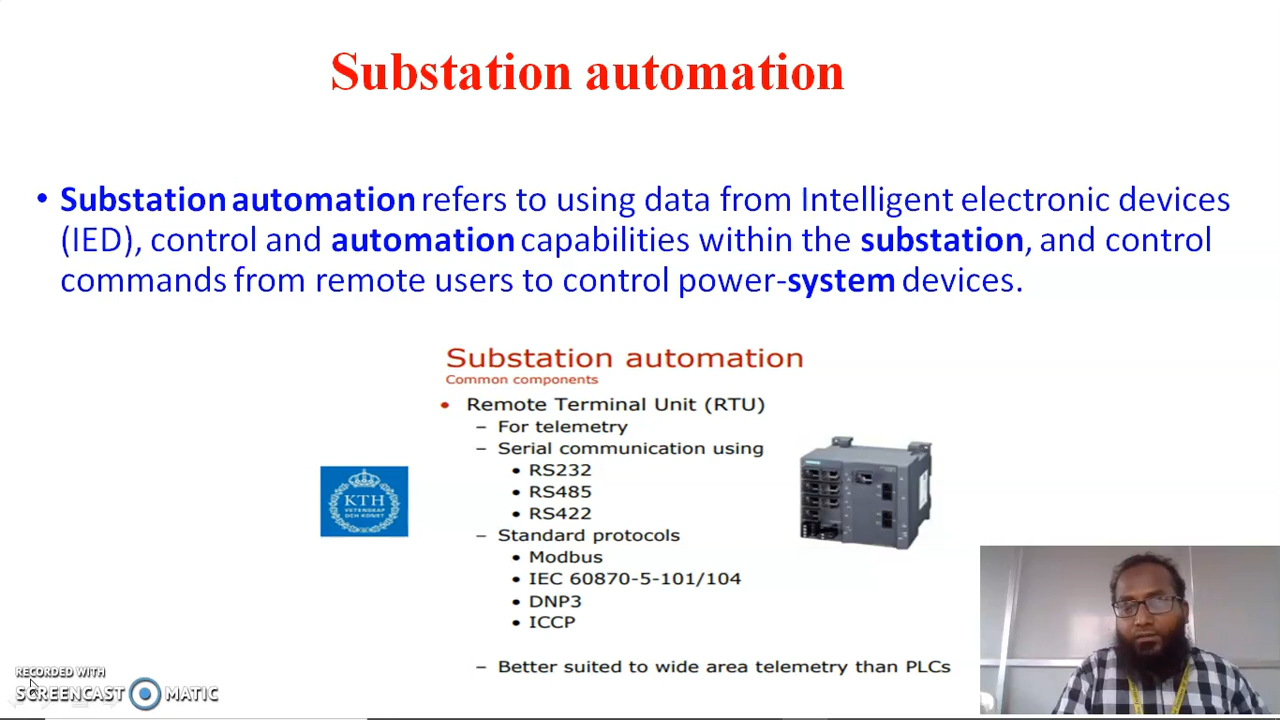 Substation automation
• Substation automation refers to using data from Intelligent electronic devices
(IED), control and automation capabilities within the substation, and control
commands from remote users to control power-system devices.
Substation automation
Common components
• Remote Terminal Unit (RTU)
– For telemetry
– Serial communication using
• RS232
• RS485
• RS422
– Standard protocols
• Modbus
• IEC 60870-5-101/104
• DNP3
• ICCP
– Better suited to wide area telemetry than PLCs
KTH
VETENSKAP
OCH KONST
RECORDED WITH
SCREENCAST MATIC